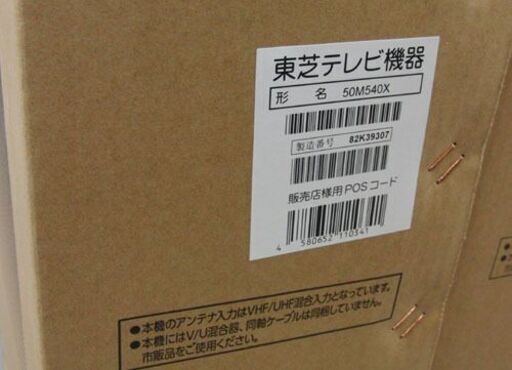 東芝テレビ機器
形 名 50M540X
製造番号 82K39307
販売店様用POSコード
4 580652 110341
●本機のアンテナ入力はVHF/UHF混合入力となっています。
●本機にはV/U混合器、同軸ケーブルは同梱していません。
市販品をご使用ください。